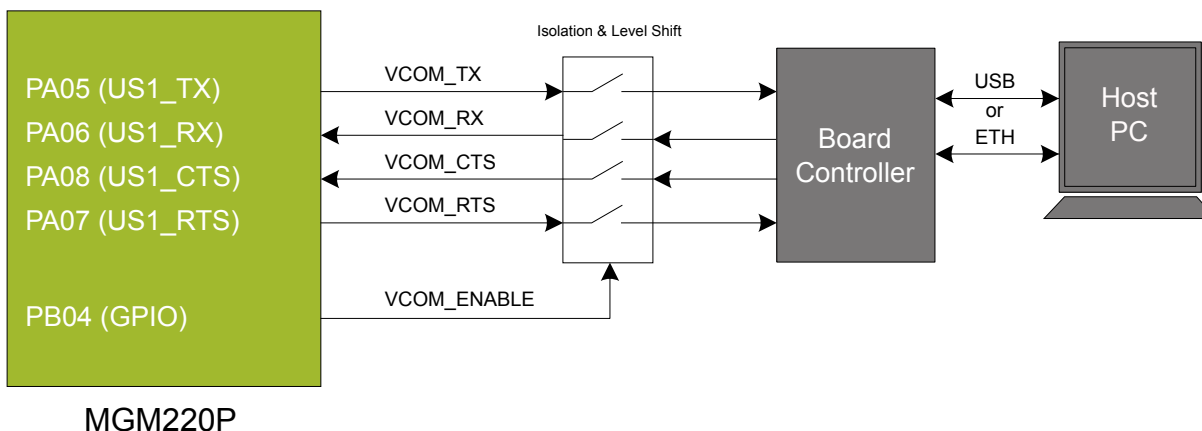 Isolation & Level Shift
PA05 (US1_TX)
PA06 (US1_RX)
PA08 (US1_CTS)
PA07 (US1_RTS)
PB04 (GPIO)
VCOM_TX
VCOM_RX
VCOM_CTS
VCOM_RTS
VCOM_ENABLE
Board
Controller
USB
or
ETH
Host
PC
MGM220P